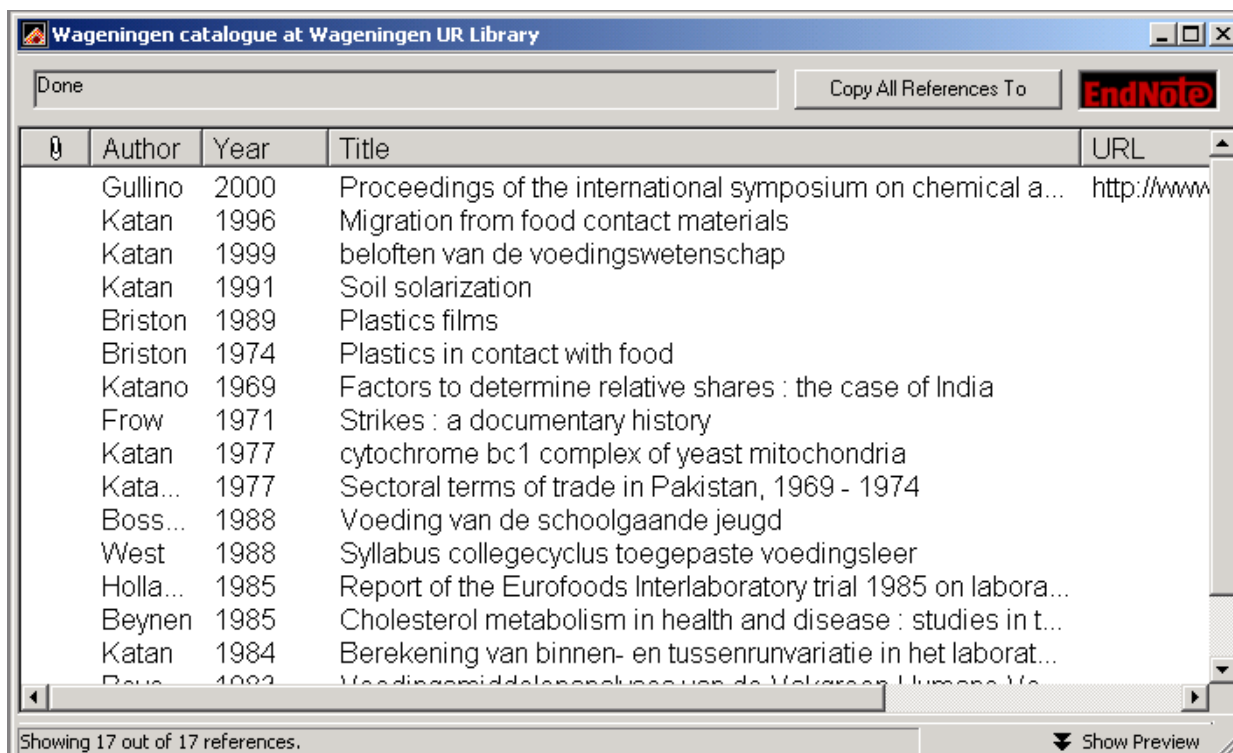 Wageningen catalogue at Wageningen UR Library
Done Copy All References To EndNote
Author Year Title URL
Gullino 2000 Proceedings of the international symposium on chemical a... http://www
Katan 1996 Migration from food contact materials
Katan 1999 beloften van de voedingswetenschap
Katan 1991 Soil solarization
Briston 1989 Plastics films
Briston 1974 Plastics in contact with food
Katano 1969 Factors to determine relative shares : the case of India
Frow 1971 Strikes : a documentary history
Katan 1977 cytochrome bc1 complex of yeast mitochondria
Kata... 1977 Sectoral terms of trade in Pakistan, 1969 - 1974
Boss... 1988 Voeding van de schoolgaande jeugd
West 1988 Syllabus collegecyclus toegepaste voedingsleer
Holla... 1985 Report of the Eurofoods Interlaboratory trial 1985 on labora...
Beynen 1985 Cholesterol metabolism in health and disease : studies in t...
Katan 1984 Berekening van binnen- en tussenrunvariatie in het laborat...
1983 Voedingsmiddelenanalyses van de Vakgroep Humane Vo...
Showing 17 out of 17 references. Show Preview